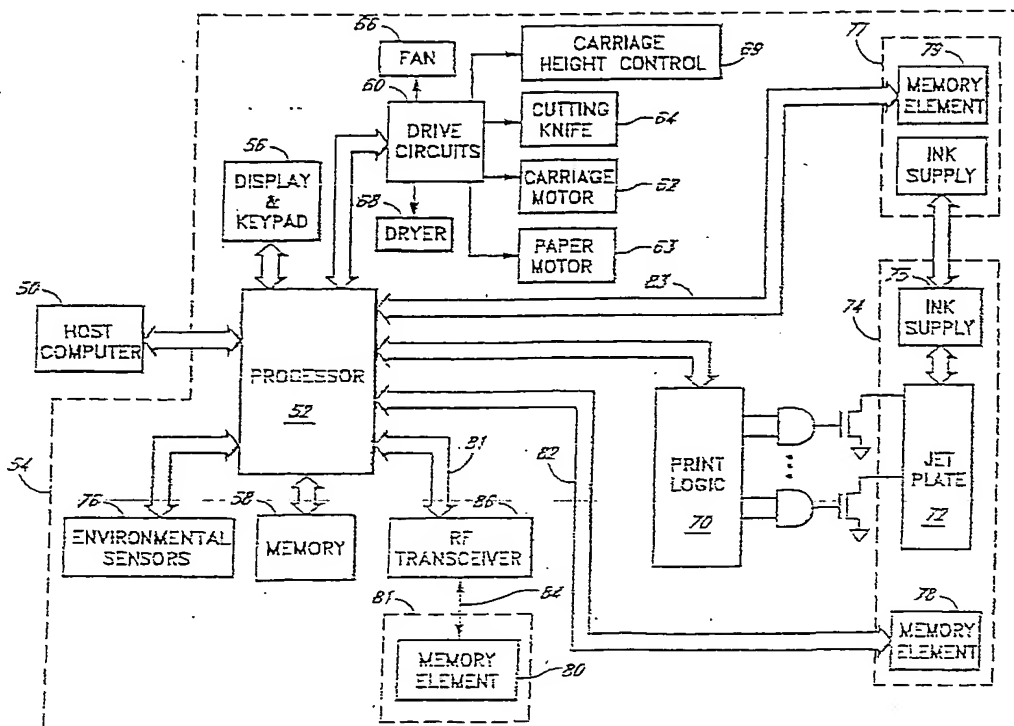 66
FAN
60
DRIVE
CIRCUITS
CARRIAGE
HEIGHT CONTROL
69
CUTTING
KNIFE
64
CARRIAGE
MOTOR
62
PAPER
MOTOR
63
68
DRYER
56
DISPLAY
&
KEYPAD
77
79
MEMORY
ELEMENT
INK
SUPPLY
83
50
HOST
COMPUTER
PROCESSOR
52
74
75
INK
SUPPLY
JET
PLATE
72
PRINT
LOGIC
70
54
76
ENVIRONMENTAL
SENSORS
58
MEMORY
81
86
RF
TRANSCEIVER
82
84
MEMORY
ELEMENT
80
78
MEMORY
ELEMENT